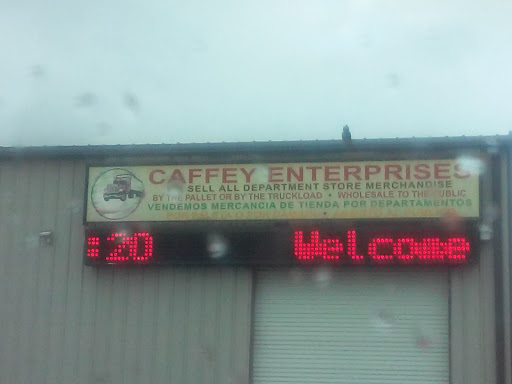 CAFFEY ENTERPRISES
SELL ALL DEPARTMENT STORE MERCHANDISE
BY THE PALLET OR BY THE TRUCKLOAD • WHOLESALE TO THE PUBLIC
VENDEMOS MERCANCIA DE TIENDA POR DEPARTAMENTOS
:20 Welcome